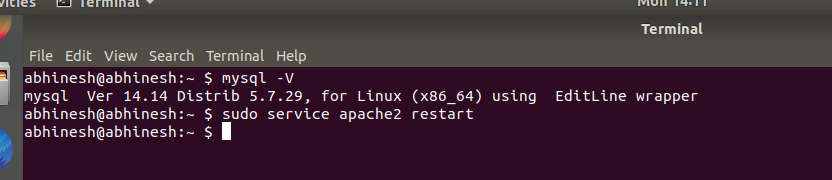 Terminal
Mon 14:11
Terminal
File Edit View Search Terminal Help
abhinesh@abhinesh:~ $ mysql -V
mysql  Ver 14.14 Distrib 5.7.29, for Linux (x86_64) using  EditLine wrapper
abhinesh@abhinesh:~ $ sudo service apache2 restart
abhinesh@abhinesh:~ $